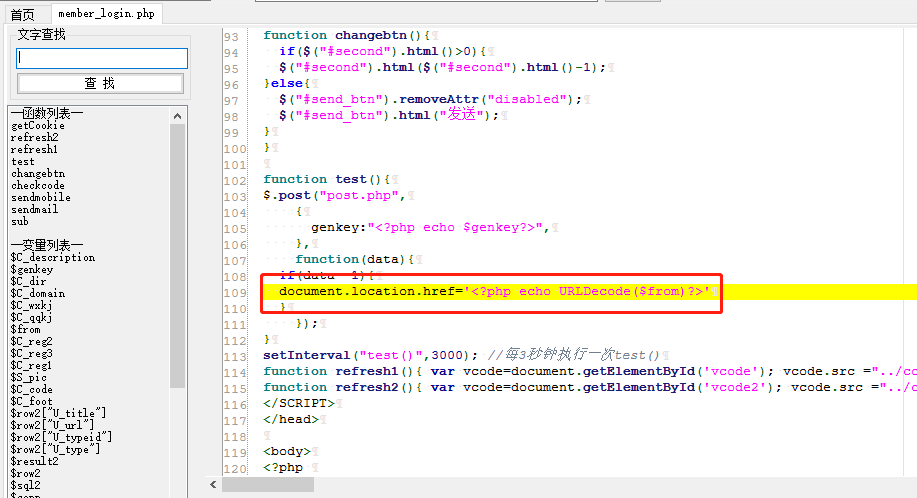 首页
member_login.php
文字查找
查 找
—函数列表—
getCookie
refresh2
refresh1
test
changebtn
checkcode
sendmobile
sendmail
sub
—变量列表—
$C_description
$genkey
$C_dir
$C_domain
$C_wxkj
$C_qqkj
$from
$C_reg2
$C_reg3
$C_reg1
$S_pic
$L_code
$C_foot
$row2["U_title"]
$row2["U_url"]
$row2["U_typeid"]
$row2["U_type"]
$result2
$row2
$sql2
93 function changebtn(){¶
94 if($("#second").html()>0){¶
95 $("#second").html($("#second").html()-1);¶
96 }else{¶
97 $("#send_btn").removeAttr("disabled");¶
98 $("#send_btn").html("发送");¶
99 }¶
100 }¶
101 ¶
102 function test(){¶
103 $.post("post.php",¶
104 {¶
105 genkey:"<?php echo $genkey?>",¶
106 },¶
107 function(data){¶
108 if(data 1){¶
109 document.location.href='<?php echo URLDecode($from)?>'¶
110 }¶
111 });¶
112 }¶
113 setInterval("test()",3000); //每3秒钟执行一次test()¶
114 function refresh1(){ var vcode=document.getElementById('vcode'); vcode.src ="../co
115 function refresh2(){ var vcode=document.getElementById('vcode2'); vcode.src ="../c
116 </SCRIPT>¶
117 </head>¶
118 ¶
119 <body>¶
120 <?php ¶